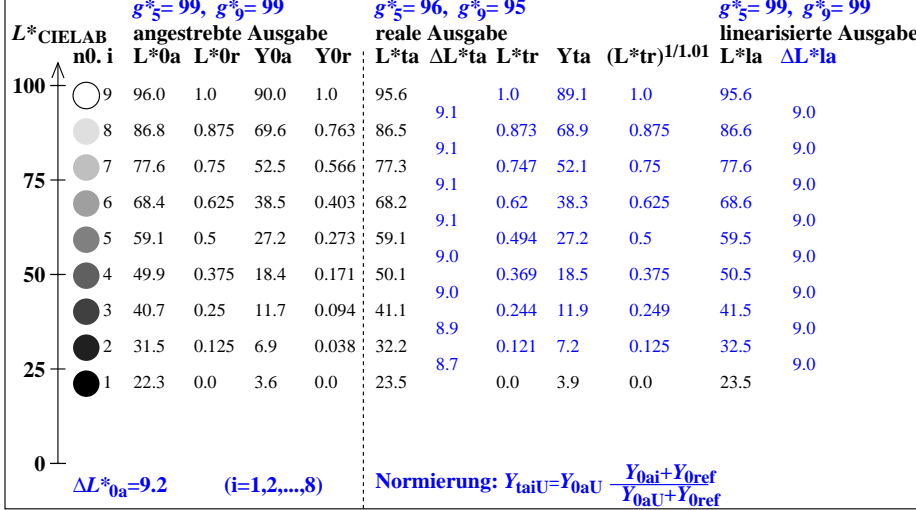 g*5= 99, g*9= 99 g*5= 96, g*9= 95 g*5= 99, g*9= 99
L*CIELAB angestrebte Ausgabe reale Ausgabe linearisierte Ausgabe
n0. i L*0a L*0r Y0a Y0r L*ta ΔL*ta L*tr Yta (L*tr)1/1.01 L*la ΔL*la
100 9 96.0 1.0 90.0 1.0 95.6 1.0 89.1 1.0 95.6
9.1 9.0
8 86.8 0.875 69.6 0.763 86.5 0.873 68.9 0.875 86.6
9.1 9.0
7 77.6 0.75 52.5 0.566 77.3 0.747 52.1 0.75 77.6
75
9.1 9.0
6 68.4 0.625 38.5 0.403 68.2 0.62 38.3 0.625 68.6
9.1 9.0
5 59.1 0.5 27.2 0.273 59.1 0.494 27.2 0.5 59.5
9.0 9.0
50 4 49.9 0.375 18.4 0.171 50.1 0.369 18.5 0.375 50.5
9.0 9.0
3 40.7 0.25 11.7 0.094 41.1 0.244 11.9 0.249 41.5
8.9 9.0
2 31.5 0.125 6.9 0.038 32.2 0.121 7.2 0.125 32.5
25 8.7 9.0
1 22.3 0.0 3.6 0.0 23.5 0.0 3.9 0.0 23.5
0
ΔL*0a=9.2 (i=1,2,...,8) Normierung: YtaiU=Y0aU Y0ai+Y0ref
Y0aU+Y0ref